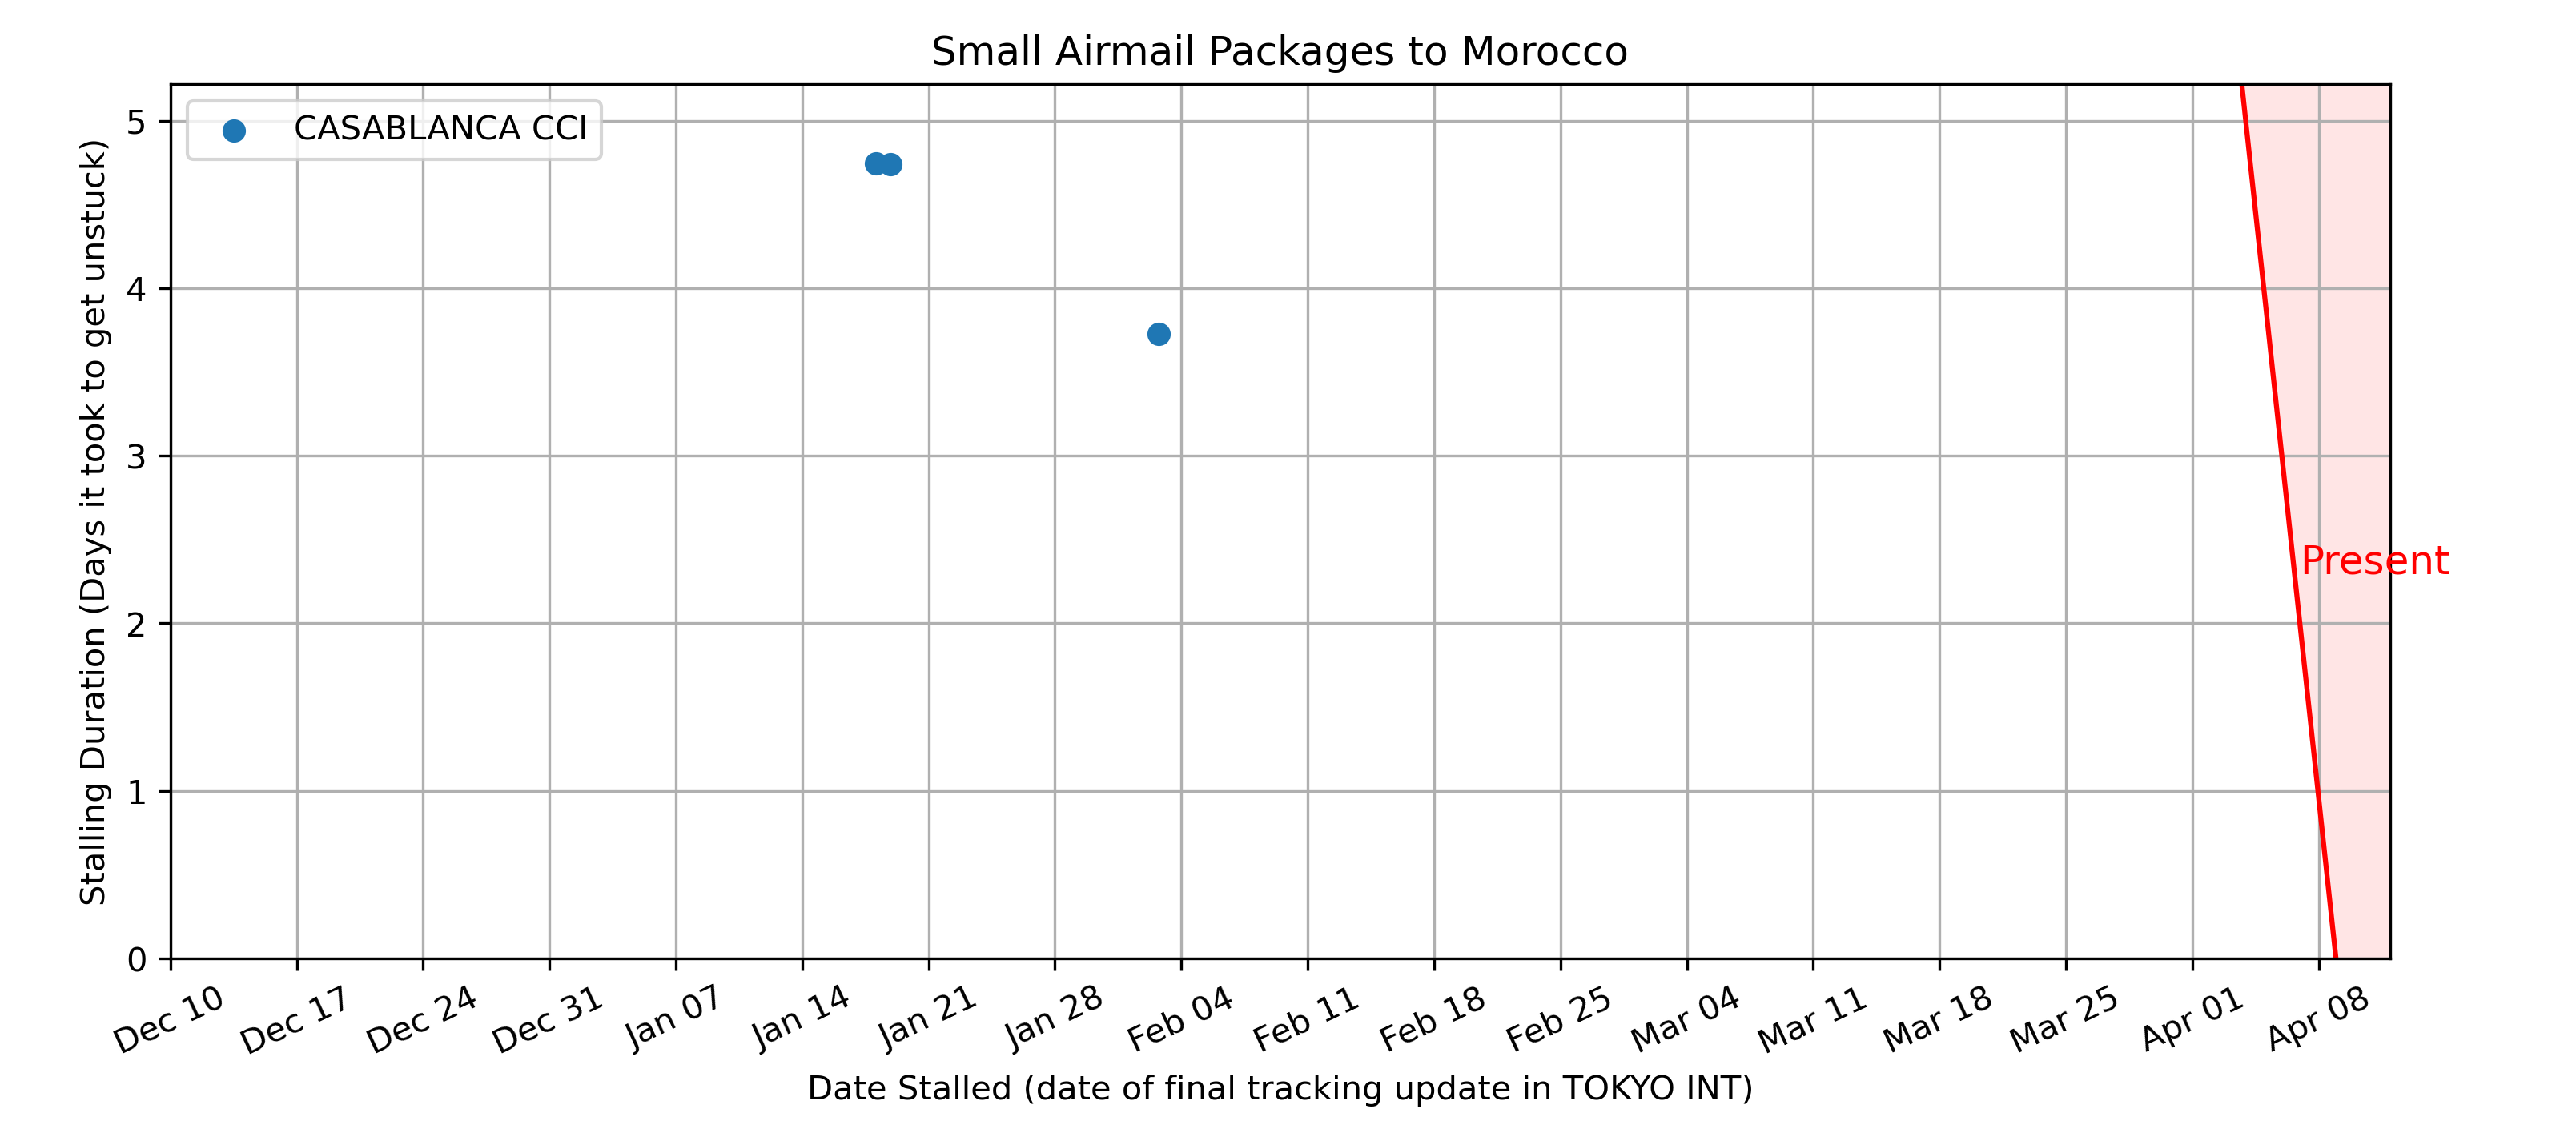 Small Airmail Packages to Morocco
CASABLANCA CCI
Stalling Duration (Days it took to get unstuck)
5
4
3
2
1
0
Present
Dec 10
Dec 17
Dec 24
Dec 31
Jan 07
Jan 14
Jan 21
Jan 28
Feb 04
Feb 11
Feb 18
Feb 25
Mar 04
Mar 11
Mar 18
Mar 25
Apr 01
Apr 08
Date Stalled (date of final tracking update in TOKYO INT)